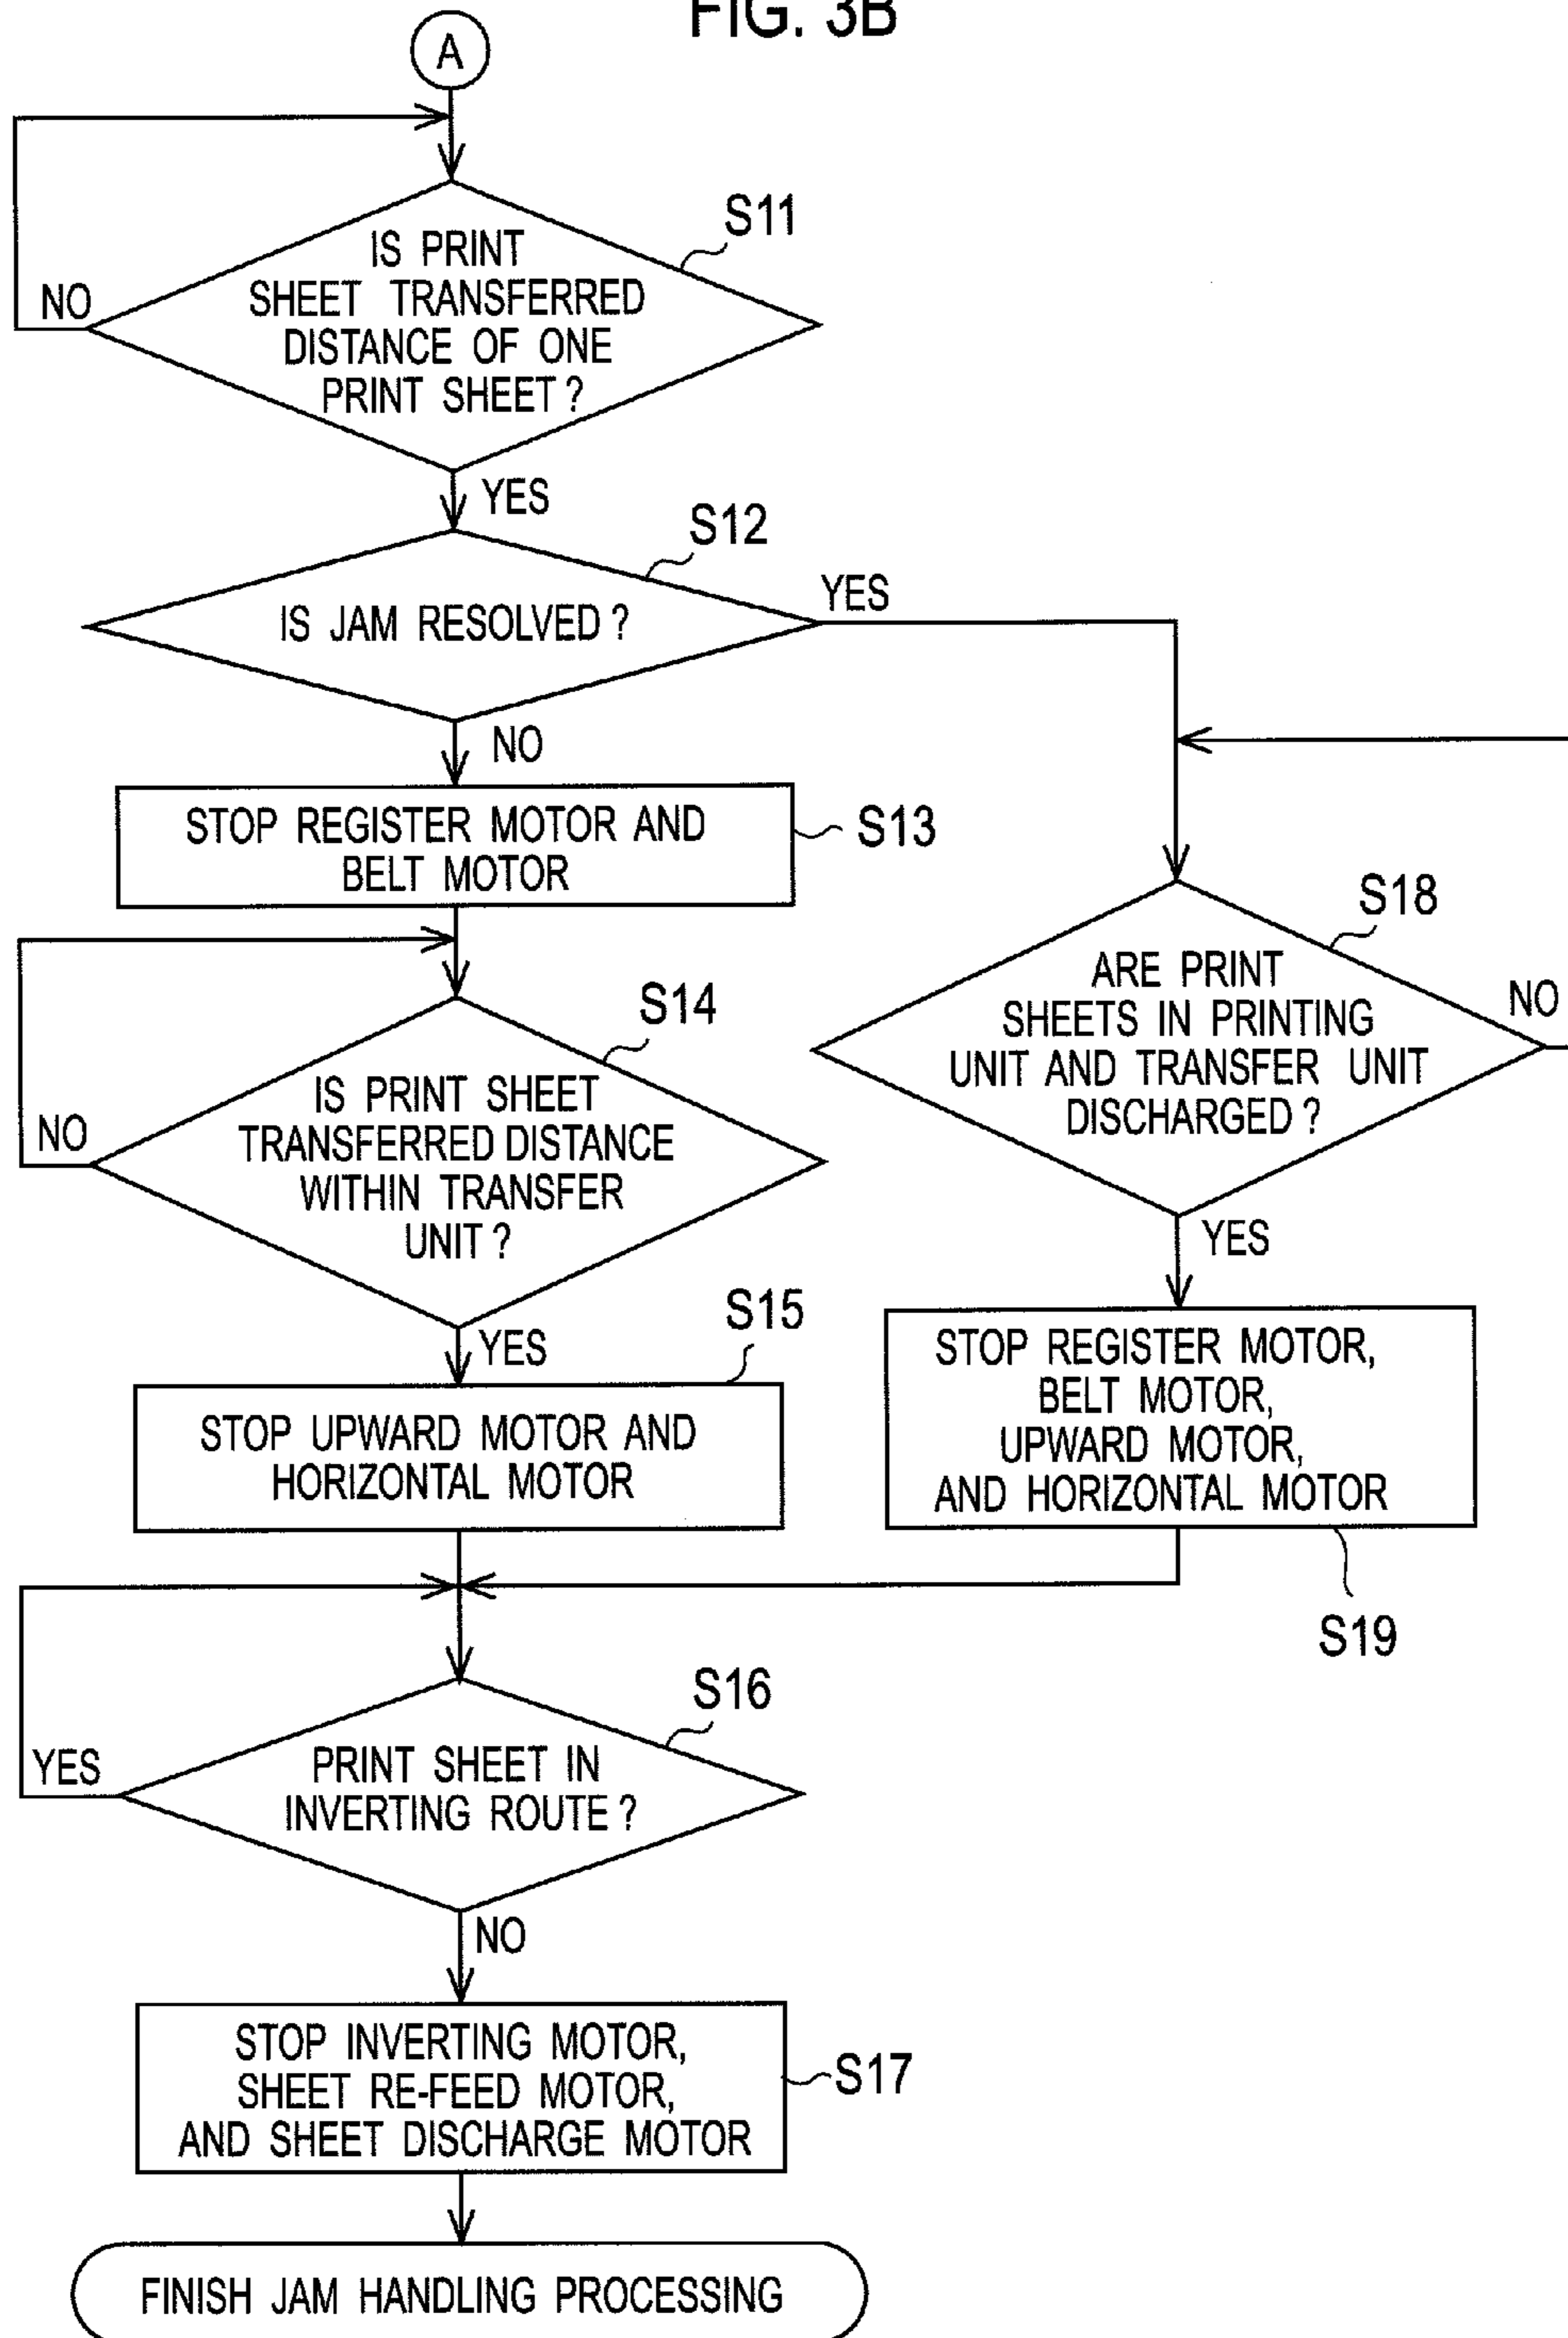 FIG. 3B
A
S11
IS PRINT
SHEET TRANSFERRED
DISTANCE OF ONE
PRINT SHEET ?
NO
YES
S12
IS JAM RESOLVED ?
YES
NO
STOP REGISTER MOTOR AND
BELT MOTOR
S13
S14
IS PRINT SHEET
TRANSFERRED DISTANCE
WITHIN TRANSFER
UNIT ?
NO
YES
S15
STOP UPWARD MOTOR AND
HORIZONTAL MOTOR
S18
ARE PRINT
SHEETS IN PRINTING
UNIT AND TRANSFER UNIT
DISCHARGED ?
NO
YES
STOP REGISTER MOTOR,
BELT MOTOR,
UPWARD MOTOR,
AND HORIZONTAL MOTOR
S19
S16
PRINT SHEET IN
INVERTING ROUTE ?
YES
NO
STOP INVERTING MOTOR,
SHEET RE-FEED MOTOR,
AND SHEET DISCHARGE MOTOR
S17
FINISH JAM HANDLING PROCESSING